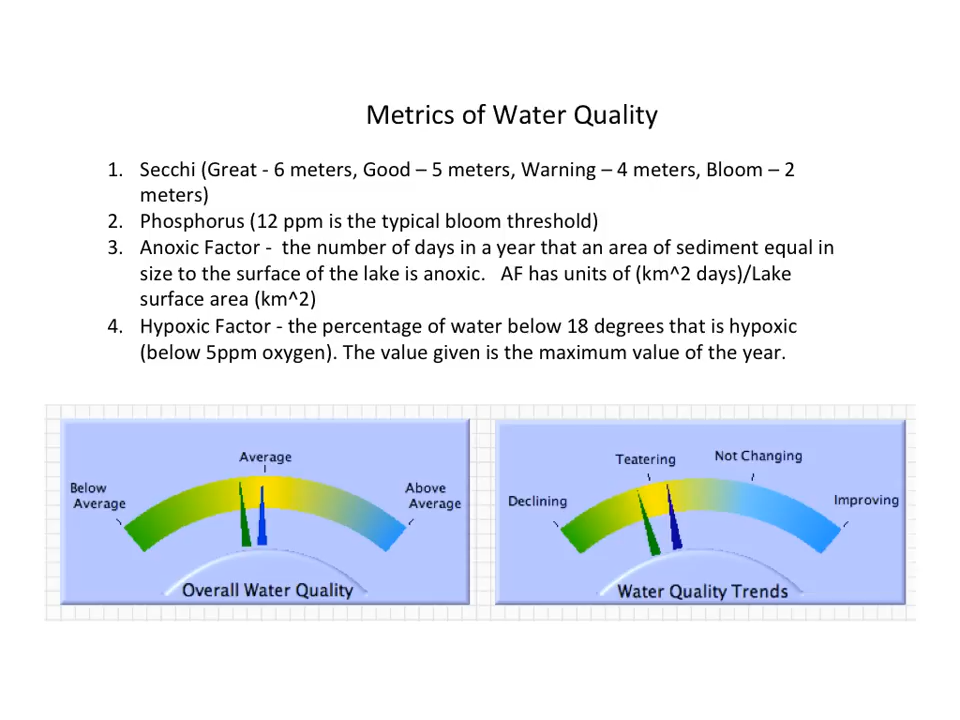 Metrics of Water Quality
1. Secchi (Great - 6 meters, Good – 5 meters, Warning – 4 meters, Bloom – 2
meters)
2. Phosphorus (12 ppm is the typical bloom threshold)
3. Anoxic Factor -  the number of days in a year that an area of sediment equal in
size to the surface of the lake is anoxic.   AF has units of (km^2 days)/Lake
surface area (km^2)
4. Hypoxic Factor - the percentage of water below 18 degrees that is hypoxic
(below 5ppm oxygen). The value given is the maximum value of the year.
Average
Below
Average
Above
Average
Overall Water Quality
Teatering
Not Changing
Declining
Improving
Water Quality Trends